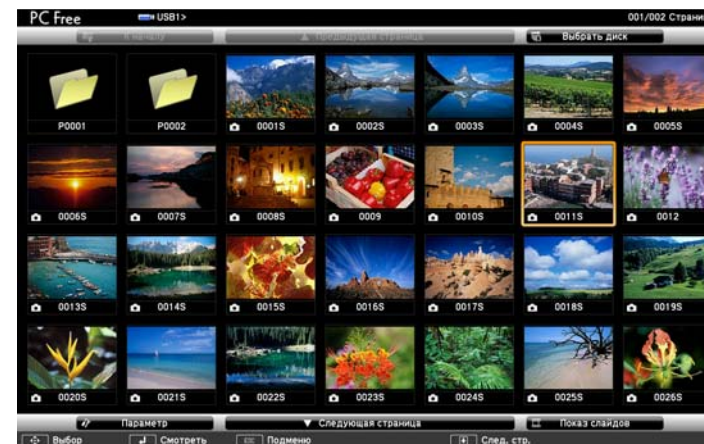 PC Free USB1> 001/002 Страни
К началу ▲ Предыдущая страница Выбрать диск
P0001 P0002 0001S 0002S 0003S 0004S 0005S
0006S 0007S 0008S 0009 0010S 0011S 0012
0013S 0014S 0015S 0016S 0017S 0018S 0019S
0020S 0021S 0022S 0023S 0024S 0025S 0026S
Параметр ▼ Следующая страница Показ слайдов
Выбор Смотреть Esc Подменю След. стр.